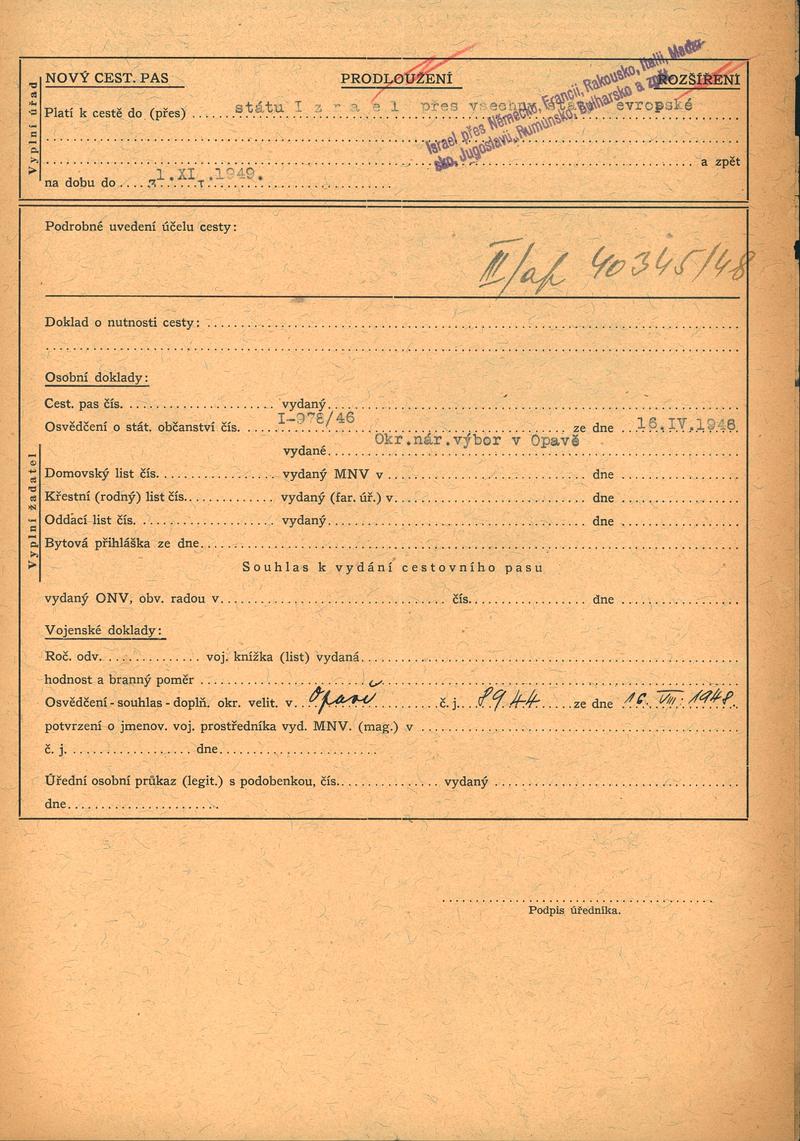 NOVÝ CEST. PAS PRODLOUŽENÍ ROZŠÍŘENÍ
Vyplní úřad
Platí k cestě do (přes) státu I z r a e l přes všechny státy evropské
Israel přes Německo, Francii, Rakousko, Italii, Maďar-
sko, Jugoslavii, Rumunsko, Bulharsko a zpět
a zpět
na dobu do 1.XI.1949.
Podrobné uvedení účelu cesty:
40345/48
Doklad o nutnosti cesty:
Osobní doklady:
Cest. pas čís. vydaný
Osvědčení o stát. občanství čís. I-978/46 ze dne 16.IV.1946.
vydané Okr.nár.výbor v Opavě
Vyplní žadatel
Domovský list čís. vydaný MNV v dne
Křestní (rodný) list čís. vydaný (far. úř.) v. dne
Oddací list čís. vydaný dne
Bytová přihláška ze dne
Souhlas k vydání cestovního pasu
vydaný ONV, obv. radou v. čís. dne
Vojenské doklady:
Roč. odv. voj. knížka (list) vydaná
hodnost a branný poměr
Osvědčení - souhlas - doplň. okr. velit. v. Opavě č. j. 8944 ze dne 16. VIII. 1948
potvrzení o jmenov. voj. prostředníka vyd. MNV. (mag.) v
č. j. dne
Úřední osobní průkaz (legit.) s podobenkou, čís. vydaný
dne
Podpis úředníka.